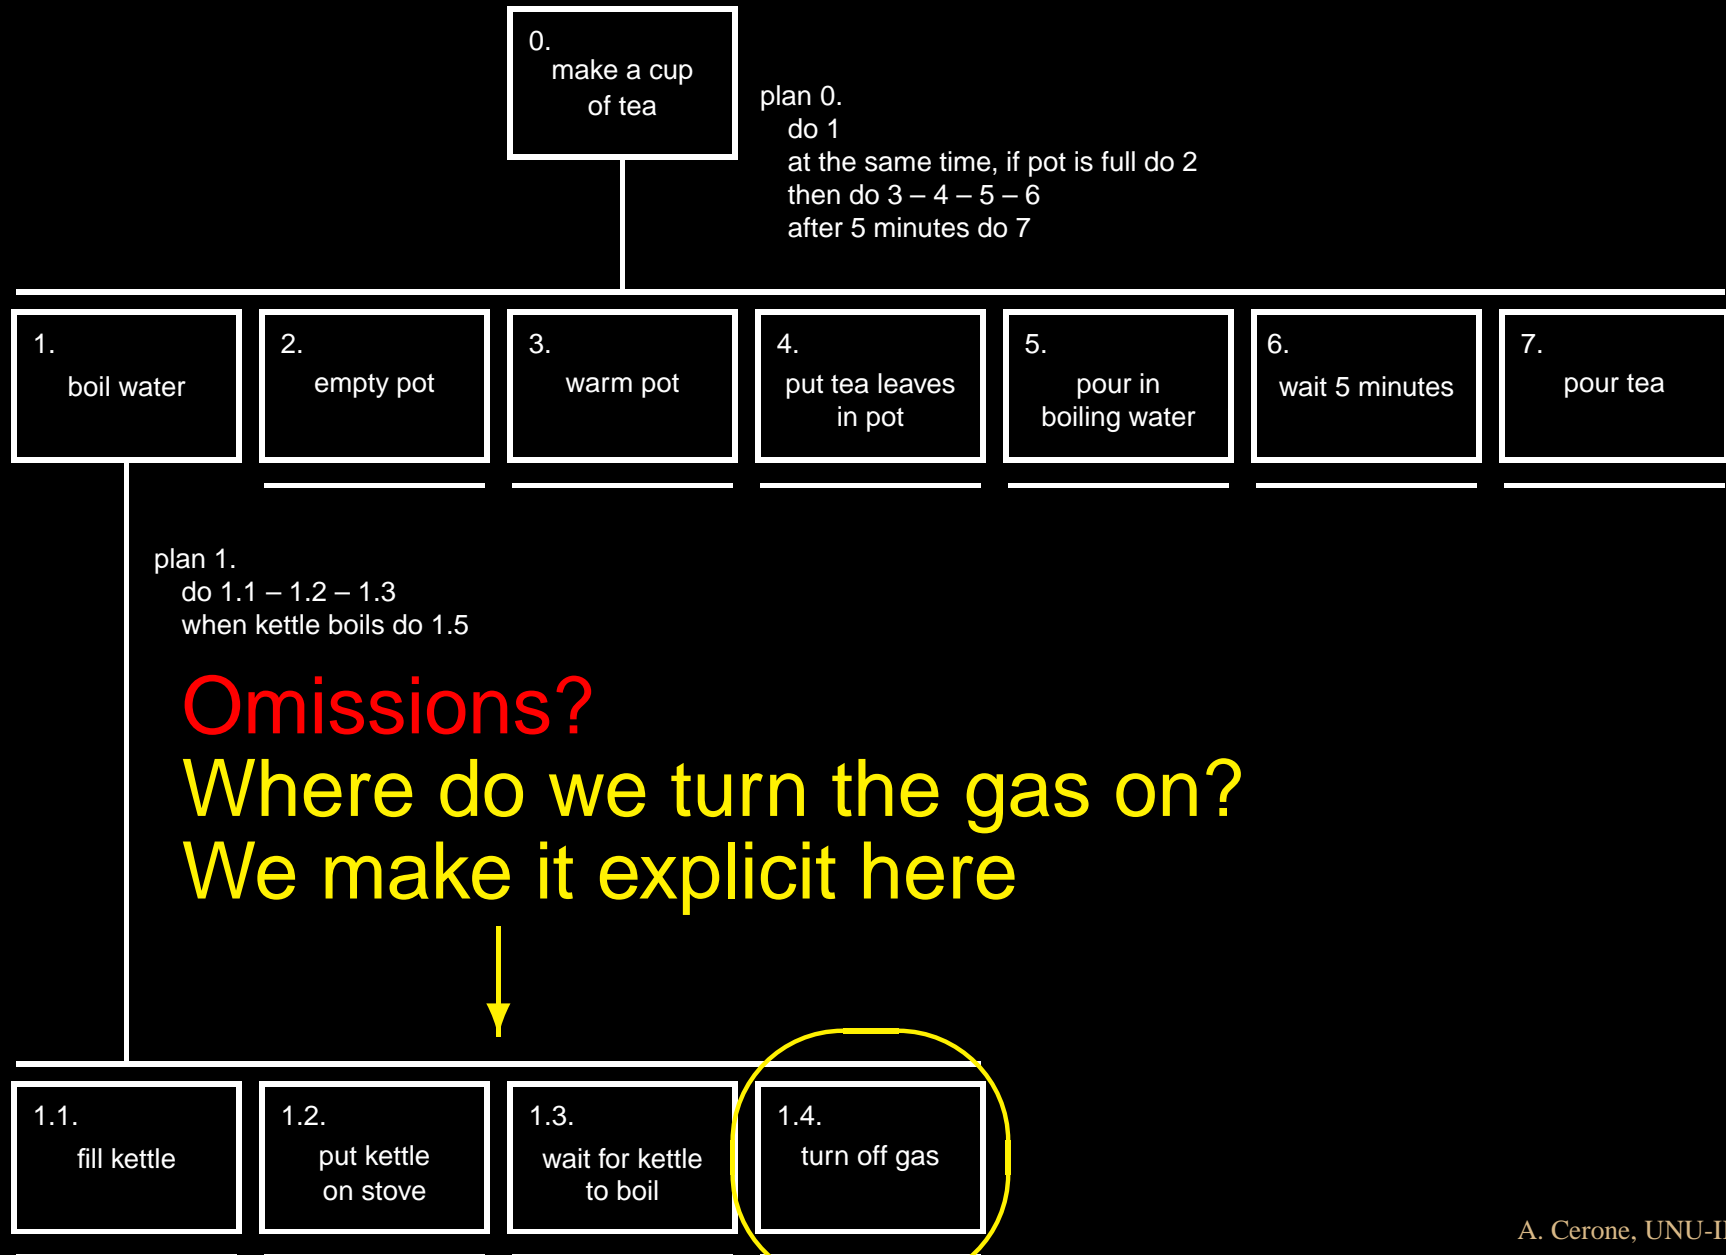 0.
make a cup
of tea
plan 0.
do 1
at the same time, if pot is full do 2
then do 3 – 4 – 5 – 6
after 5 minutes do 7
1.
boil water
2.
empty pot
3.
warm pot
4.
put tea leaves
in pot
5.
pour in
boiling water
6.
wait 5 minutes
7.
pour tea
plan 1.
do 1.1 – 1.2 – 1.3
when kettle boils do 1.5
Omissions?
Where do we turn the gas on?
We make it explicit here
1.1.
fill kettle
1.2.
put kettle
on stove
1.3.
wait for kettle
to boil
1.4.
turn off gas
A. Cerone, UNU-II